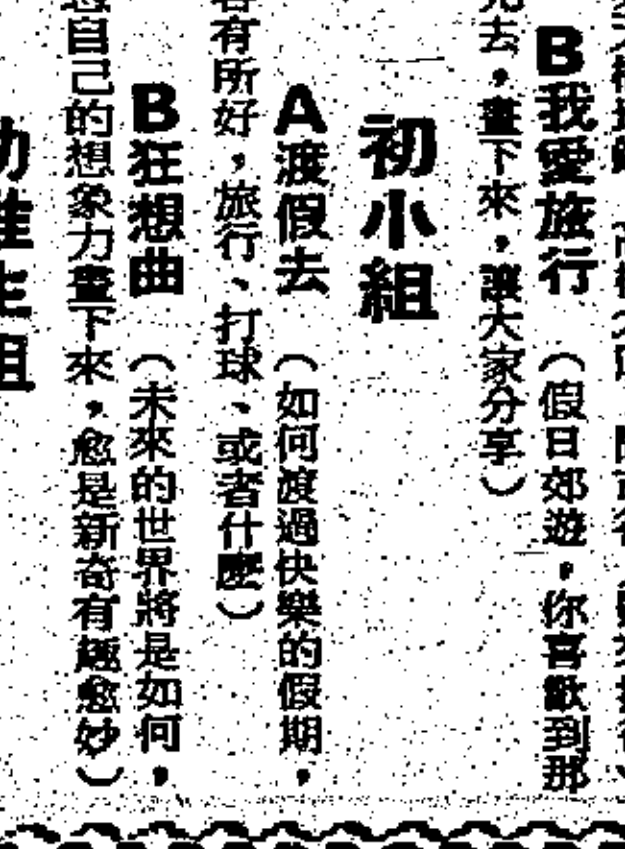 B我愛旅行（假日郊遊，你喜歡到那
去，畫下來，讓大家分享）
初小組
A渡假去（如何渡過快樂的假期，
有所好，旅行、打球、或者什麼）
B狂想曲（未來的世界將是如何，
自己的想象力畫下來，愈是新奇有趣愈妙）